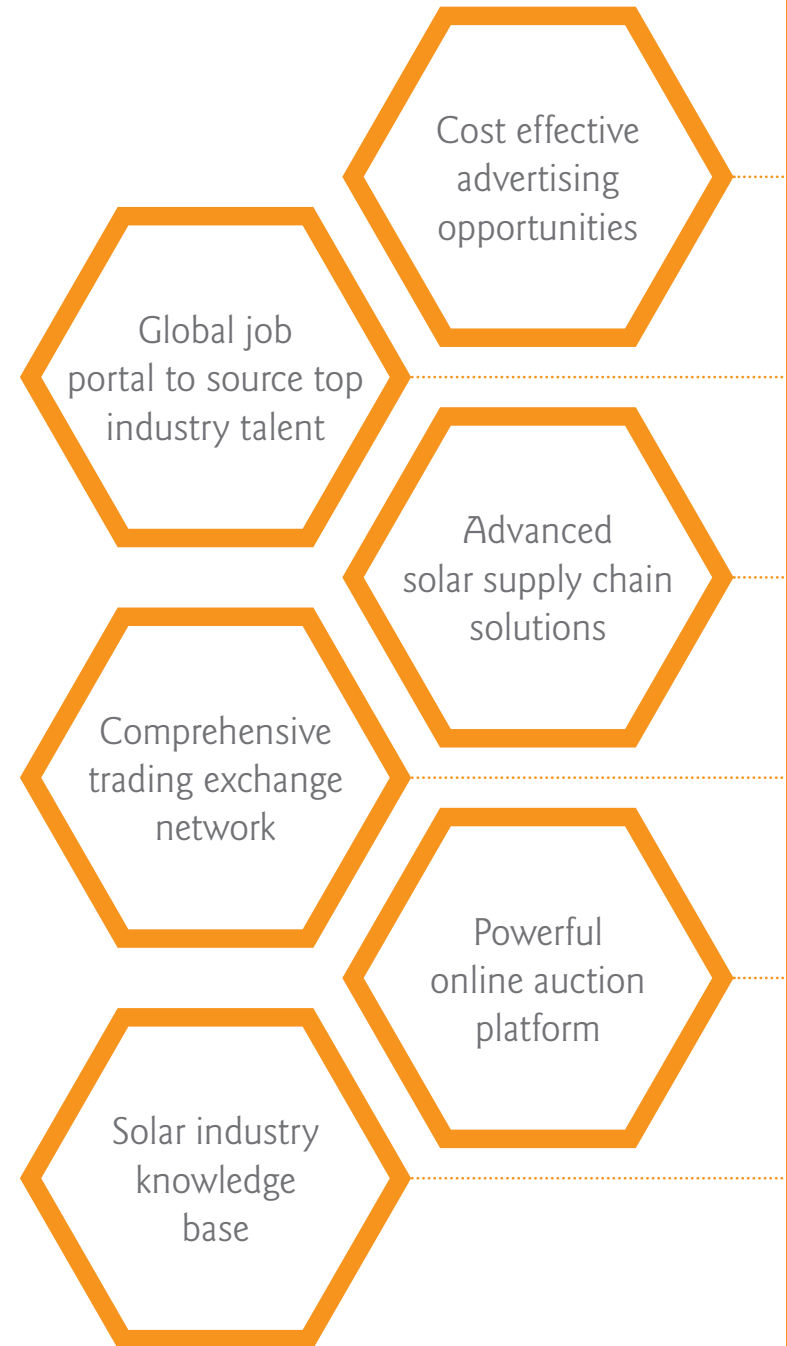 Cost effective
advertising
opportunities
Global job
portal to source top
industry talent
Advanced
solar supply chain
solutions
Comprehensive
trading exchange
network
Powerful
online auction
platform
Solar industry
knowledge
base